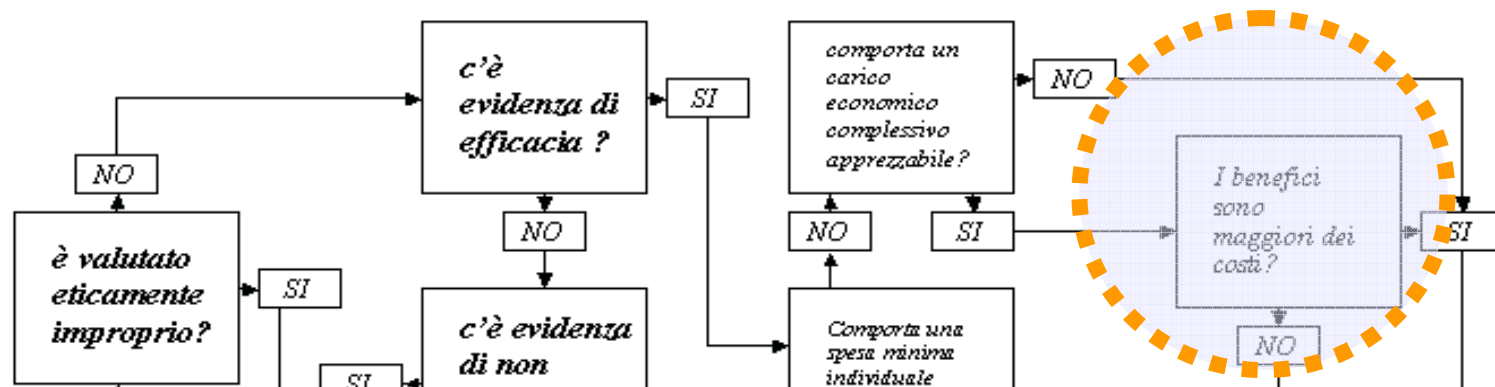 è valutato
eticamente
improprio?
NO
SI
c'è
evidenza di
efficacia ?
SI
NO
c'è evidenza
di non
SI
Comporta una
spesa minima
individuale
NO
comporta un
carico
economico
complessivo
apprezzabile?
NO
SI
I benefici
sono
maggiori dei
costi?
SI
NO